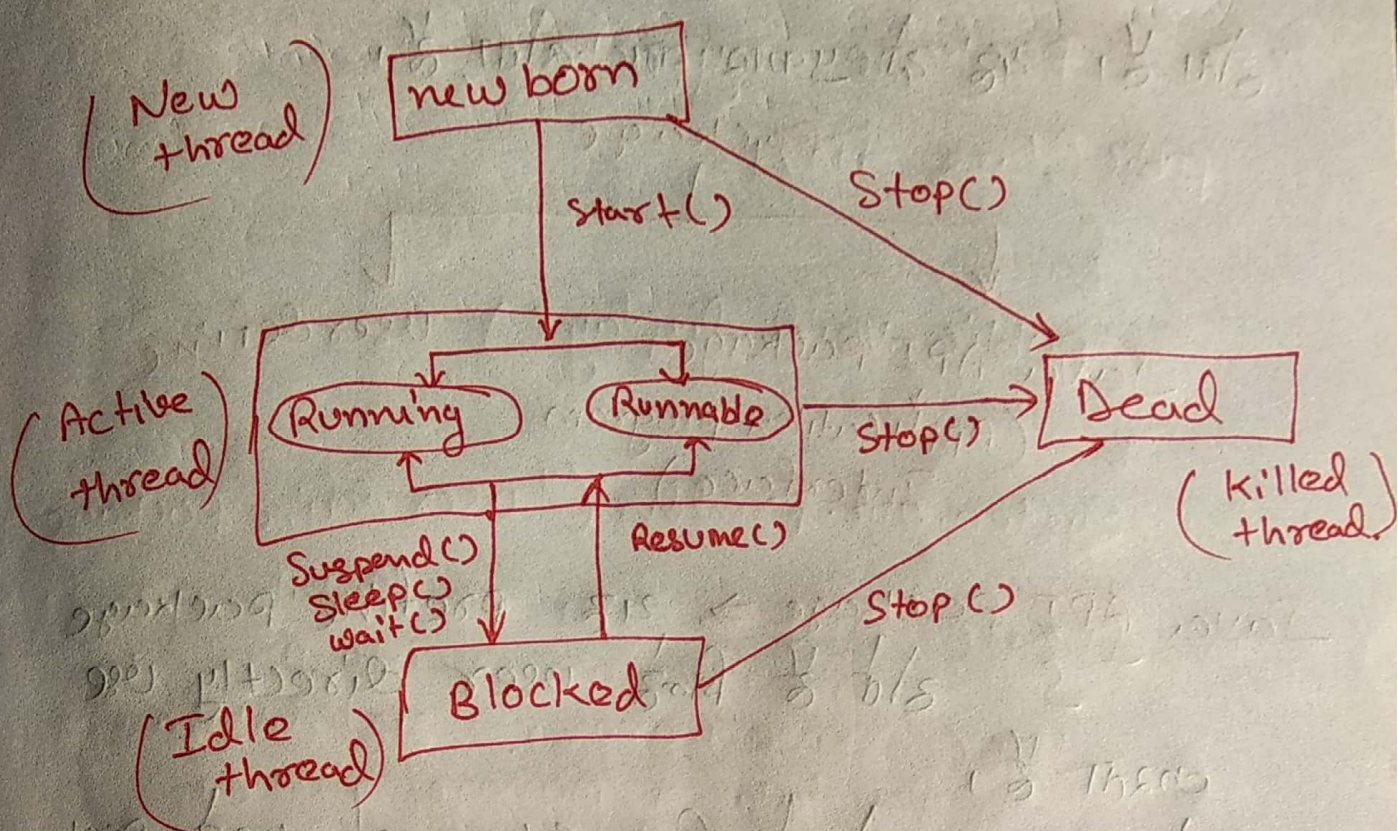 new born
(New
thread)
Start()
Stop()
(Active
thread)
Running
Runnable
Stop()
Dead
(Killed
thread)
Suspend()
Sleep()
wait()
Resume()
Stop()
Blocked
(Idle
thread)